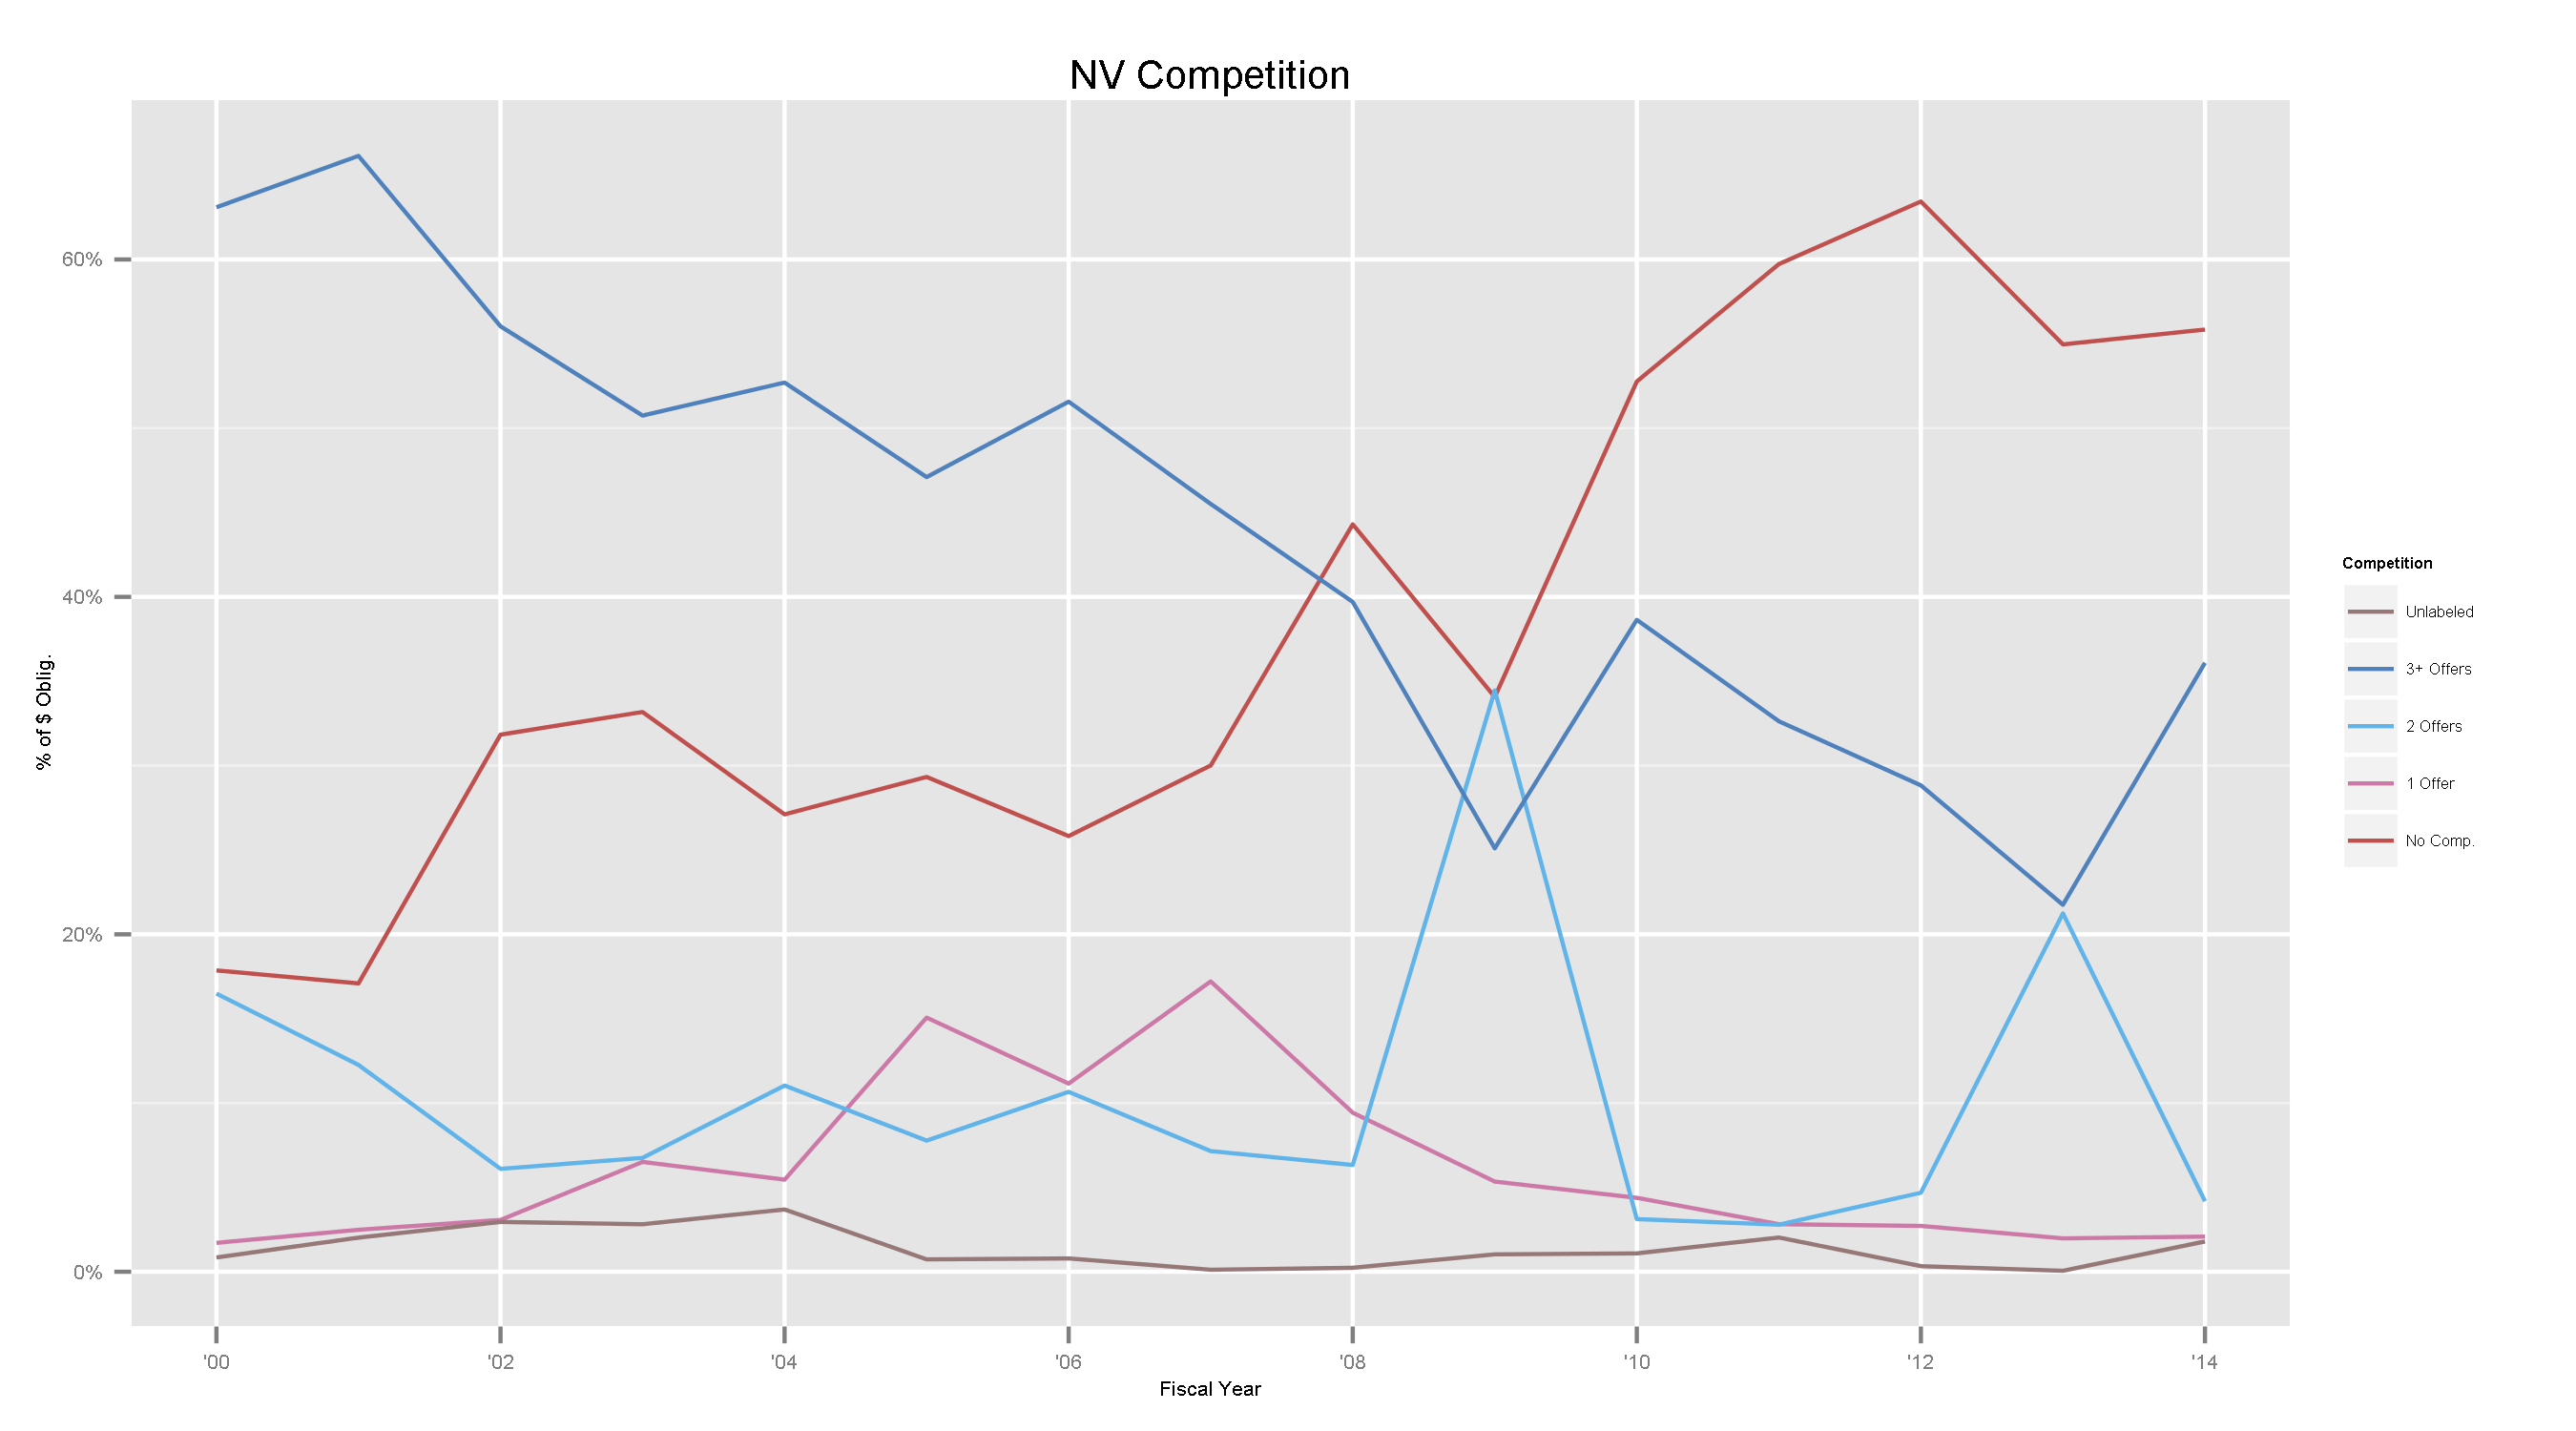 NV Competition
60%
40%
20%
0%
% of $ Oblig.
'00 '02 '04 '06 '08 '10 '12 '14
Fiscal Year
Competition
Unlabeled
3+ Offers
2 Offers
1 Offer
No Comp.